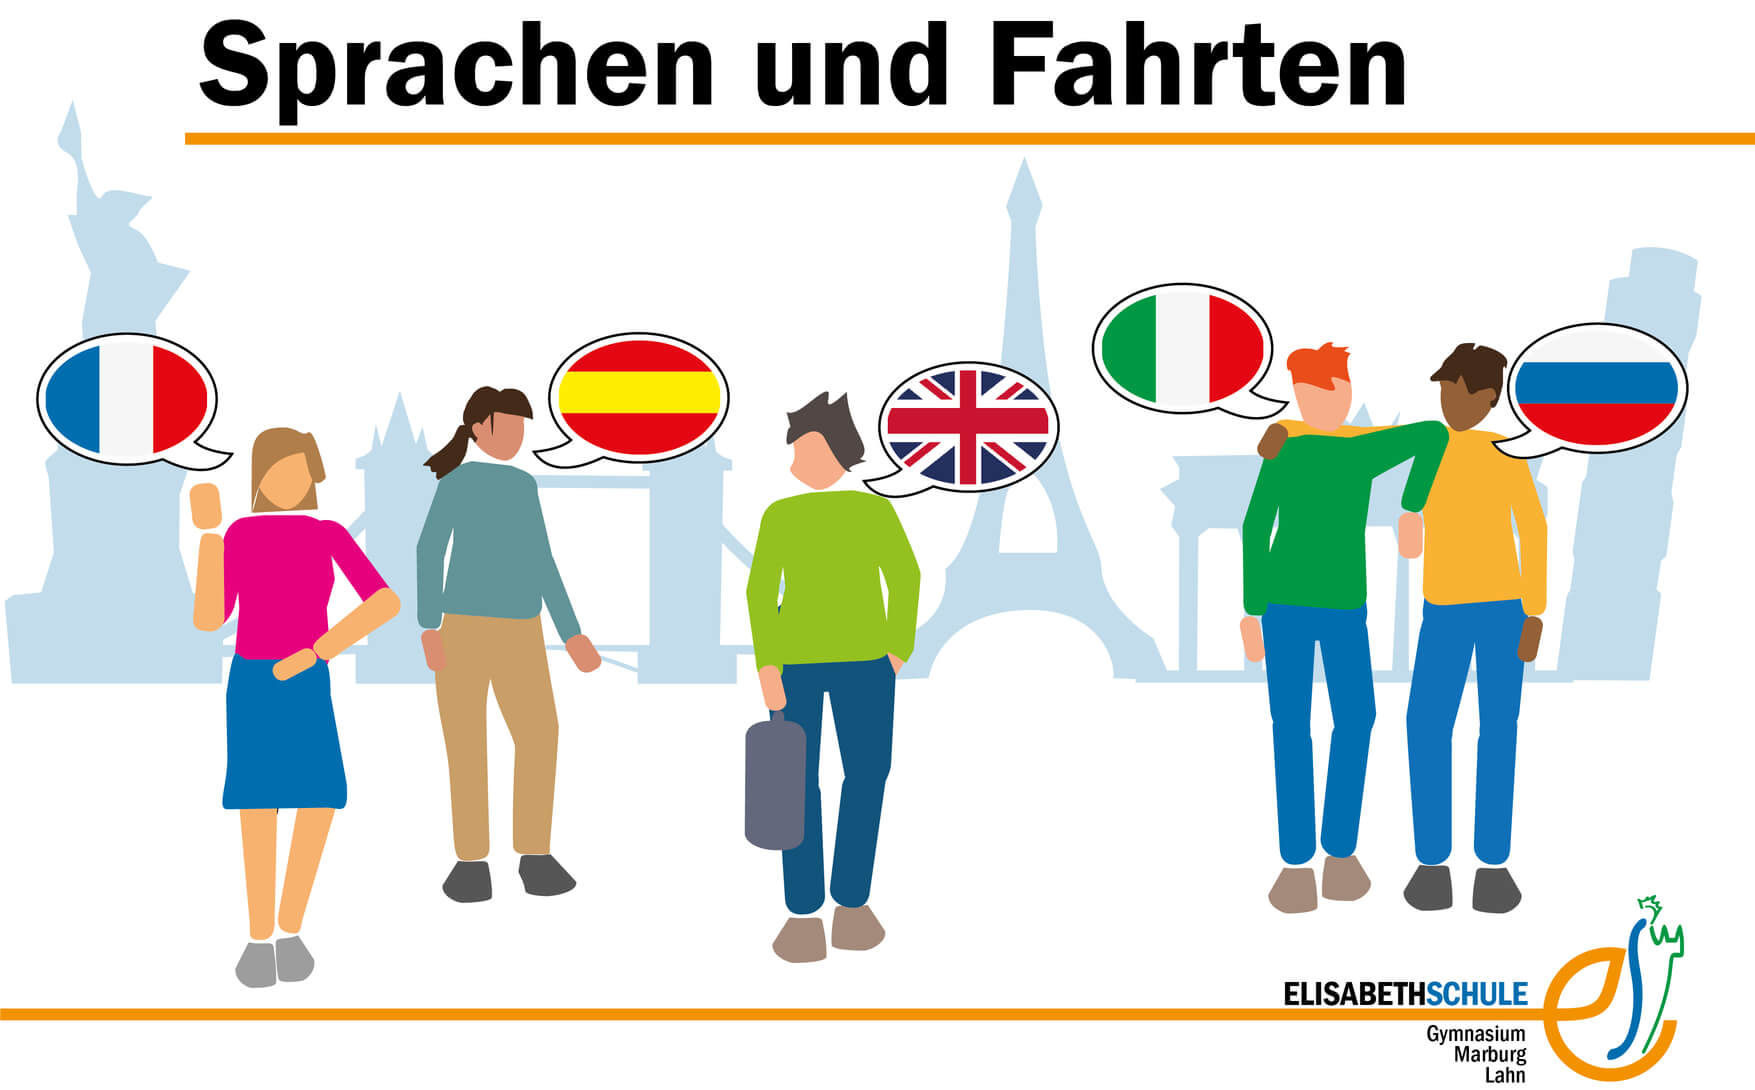 Sprachen und Fahrten
ELISABETHSCHULE
Gymnasium
Marburg
Lahn